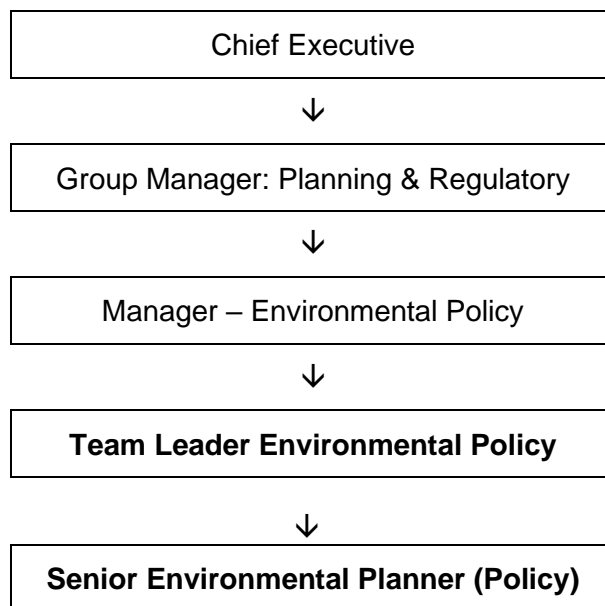 Chief Executive
↓
Group Manager: Planning & Regulatory
↓
Manager – Environmental Policy
↓
Team Leader Environmental Policy
↓
Senior Environmental Planner (Policy)